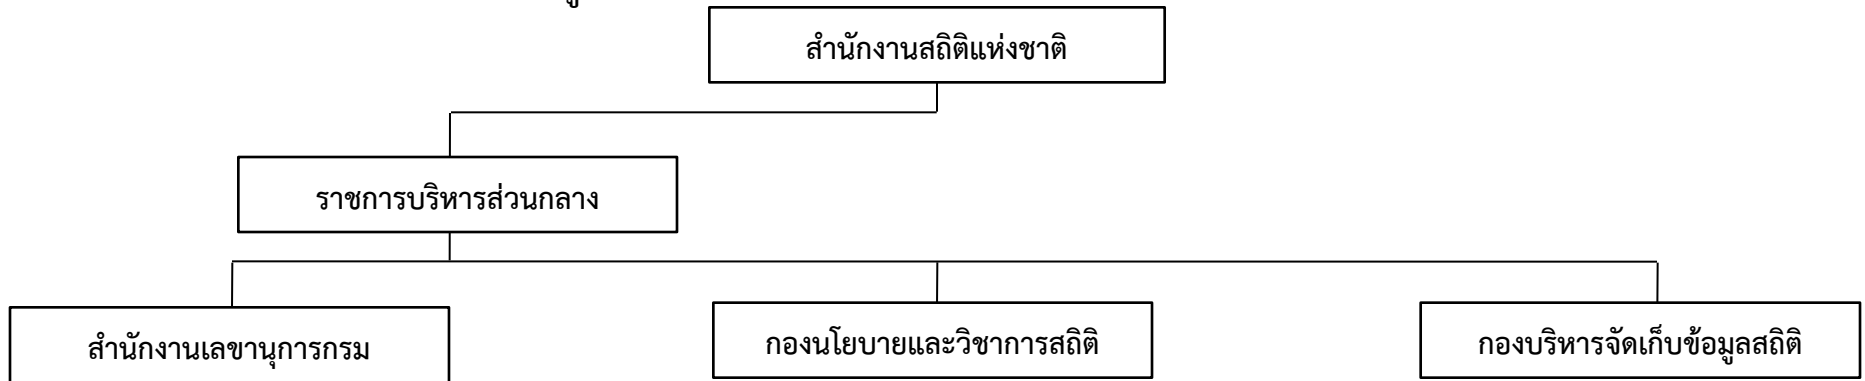 สำนักงานสถิติแห่งชาติ
ราชการบริหารส่วนกลาง
สำนักงานเลขานุการกรม
กองนโยบายและวิชาการสถิติ
กองบริหารจัดเก็บข้อมูลสถิติ